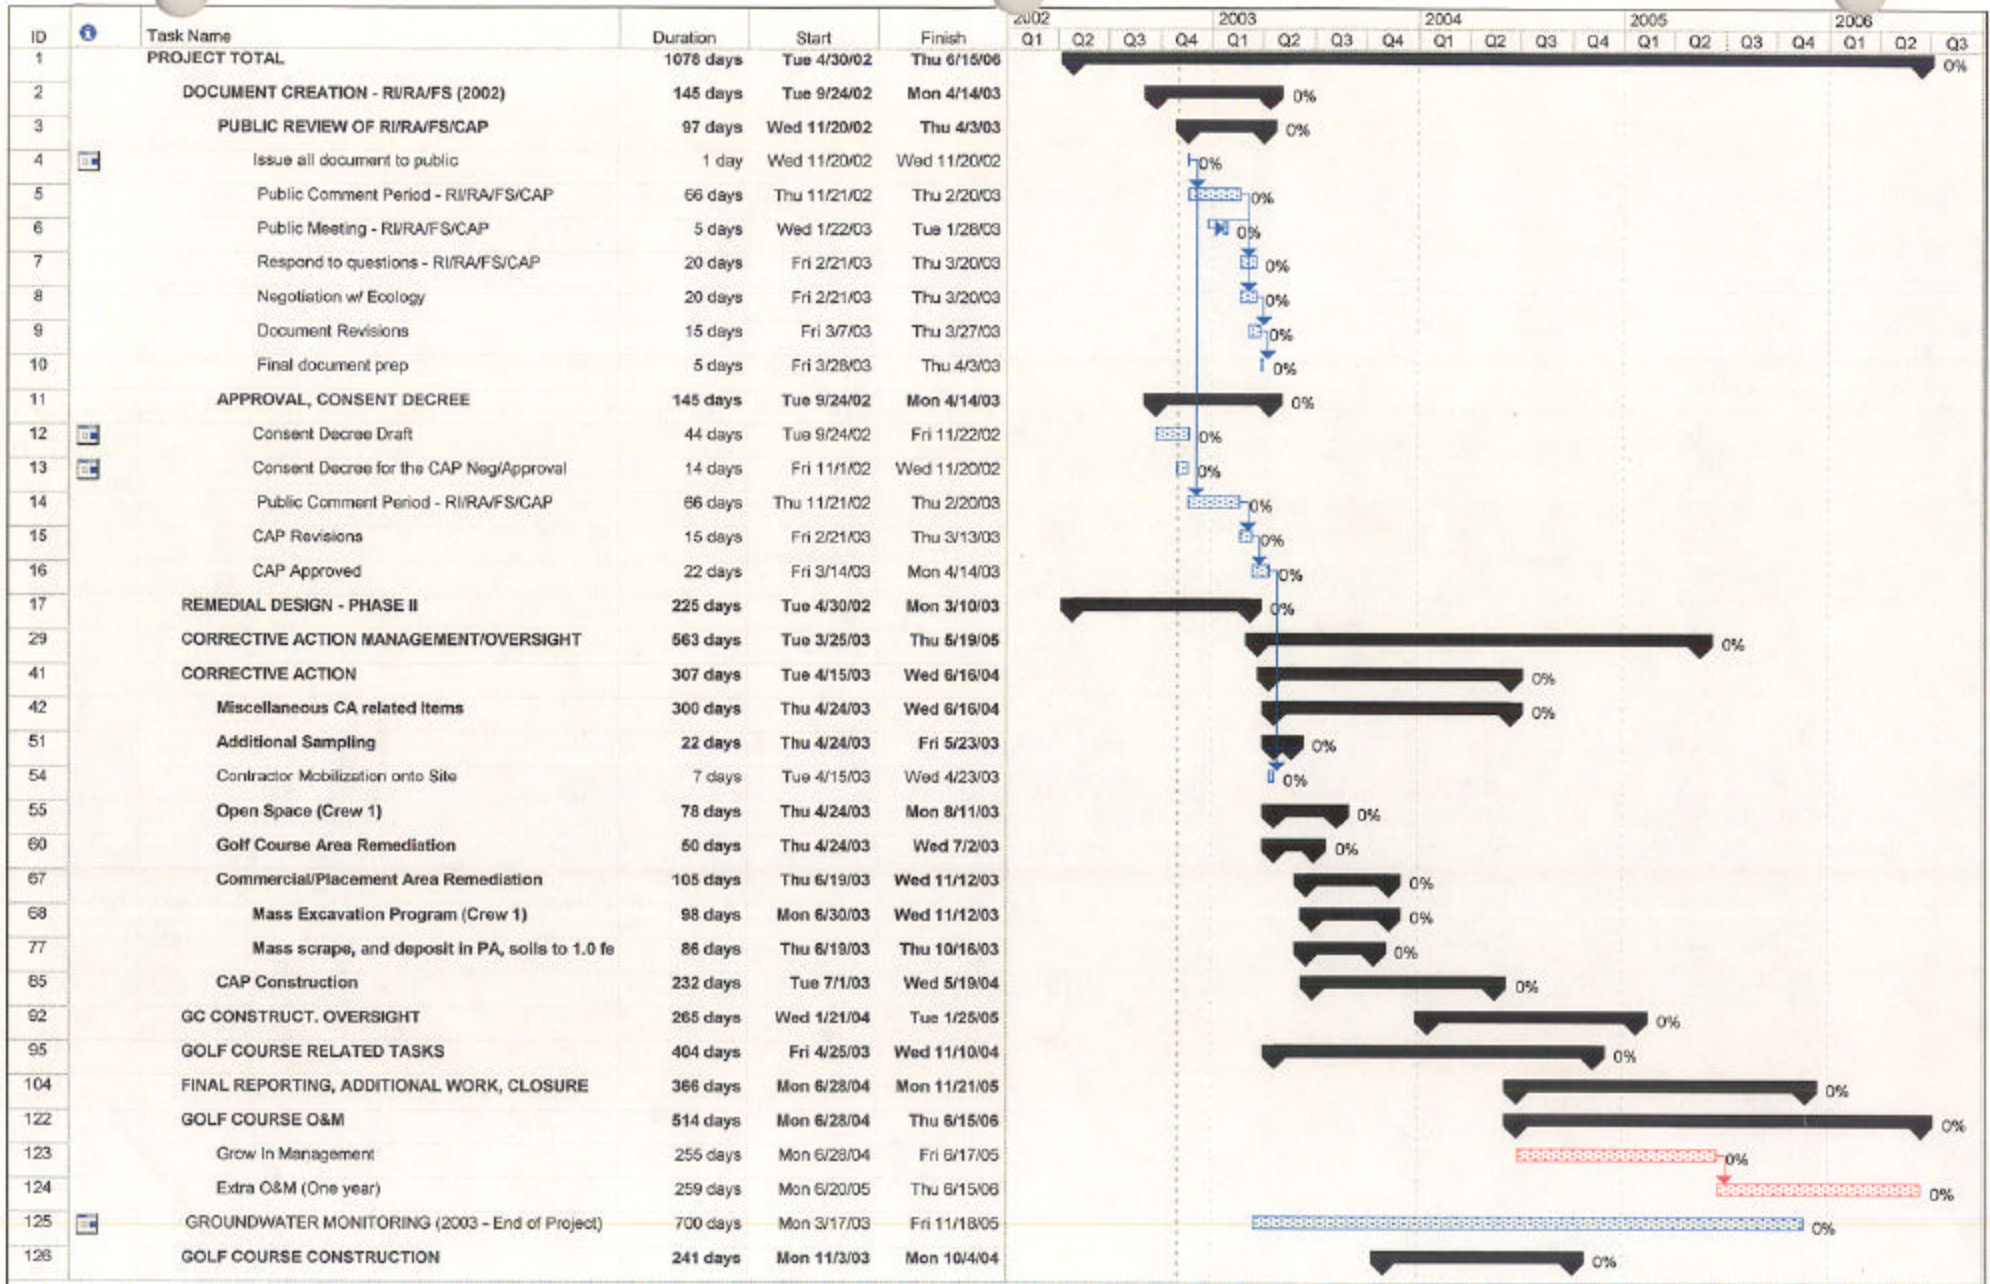 2002 2003 2004 2005 2006
ID Task Name Duration Start Finish Q1 Q2 Q3 Q4 Q1 Q2 Q3 Q4 Q1 Q2 Q3 Q4 Q1 Q2 Q3 Q4 Q1 Q2 Q3
1 PROJECT TOTAL 1078 days Tue 4/30/02 Thu 6/15/06 0%
2 DOCUMENT CREATION - RI/RA/FS (2002) 145 days Tue 9/24/02 Mon 4/14/03 0%
3 PUBLIC REVIEW OF RI/RA/FS/CAP 97 days Wed 11/20/02 Thu 4/3/03 0%
4 Issue all document to public 1 day Wed 11/20/02 Wed 11/20/02 0%
5 Public Comment Period - RI/RA/FS/CAP 66 days Thu 11/21/02 Thu 2/20/03 0%
6 Public Meeting - RI/RA/FS/CAP 5 days Wed 1/22/03 Tue 1/28/03 0%
7 Respond to questions - RI/RA/FS/CAP 20 days Fri 2/21/03 Thu 3/20/03 0%
8 Negotiation w/ Ecology 20 days Fri 2/21/03 Thu 3/20/03 0%
9 Document Revisions 15 days Fri 3/7/03 Thu 3/27/03 0%
10 Final document prep 5 days Fri 3/28/03 Thu 4/3/03 0%
11 APPROVAL, CONSENT DECREE 145 days Tue 9/24/02 Mon 4/14/03 0%
12 Consent Decree Draft 44 days Tue 9/24/02 Fri 11/22/02 0%
13 Consent Decree for the CAP Neg/Approval 14 days Fri 11/1/02 Wed 11/20/02 0%
14 Public Comment Period - RI/RA/FS/CAP 66 days Thu 11/21/02 Thu 2/20/03 0%
15 CAP Revisions 15 days Fri 2/21/03 Thu 3/13/03 0%
16 CAP Approved 22 days Fri 3/14/03 Mon 4/14/03 0%
17 REMEDIAL DESIGN - PHASE II 225 days Tue 4/30/02 Mon 3/10/03 0%
29 CORRECTIVE ACTION MANAGEMENT/OVERSIGHT 563 days Tue 3/25/03 Thu 5/19/05 0%
41 CORRECTIVE ACTION 307 days Tue 4/15/03 Wed 6/16/04 0%
42 Miscellaneous CA related Items 300 days Thu 4/24/03 Wed 6/16/04 0%
51 Additional Sampling 22 days Thu 4/24/03 Fri 5/23/03 0%
54 Contractor Mobilization onto Site 7 days Tue 4/15/03 Wed 4/23/03 0%
55 Open Space (Crew 1) 78 days Thu 4/24/03 Mon 8/11/03 0%
60 Golf Course Area Remediation 50 days Thu 4/24/03 Wed 7/2/03 0%
67 Commercial/Placement Area Remediation 105 days Thu 6/19/03 Wed 11/12/03 0%
68 Mass Excavation Program (Crew 1) 98 days Mon 6/30/03 Wed 11/12/03 0%
77 Mass scrape, and deposit in PA, soils to 1.0 fe 86 days Thu 6/19/03 Thu 10/16/03 0%
85 CAP Construction 232 days Tue 7/1/03 Wed 5/19/04 0%
92 GC CONSTRUCT. OVERSIGHT 265 days Wed 1/21/04 Tue 1/25/05 0%
95 GOLF COURSE RELATED TASKS 404 days Fri 4/25/03 Wed 11/10/04 0%
104 FINAL REPORTING, ADDITIONAL WORK, CLOSURE 366 days Mon 6/28/04 Mon 11/21/05 0%
122 GOLF COURSE O&M 514 days Mon 6/28/04 Thu 6/15/06 0%
123 Grow In Management 255 days Mon 6/28/04 Fri 6/17/05 0%
124 Extra O&M (One year) 259 days Mon 6/20/05 Thu 6/15/06 0%
125 GROUNDWATER MONITORING (2003 - End of Project) 700 days Mon 3/17/03 Fri 11/18/05 0%
126 GOLF COURSE CONSTRUCTION 241 days Mon 11/3/03 Mon 10/4/04 0%